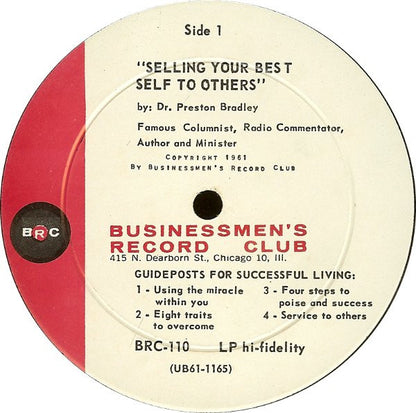 Side 1
"SELLING YOUR BEST
SELF TO OTHERS"
by: Dr. Preston Bradley
Famous Columnist, Radio Commentator,
Author and Minister
COPYRIGHT 1961
BY BUSINESSMEN'S RECORD CLUB
BRC
BUSINESSMEN'S
RECORD CLUB
415 N. Dearborn St., Chicago 10, Ill.
GUIDEPOSTS FOR SUCCESSFUL LIVING:
1 - Using the miracle
within you
2 - Eight traits
to overcome
3 - Four steps to
poise and success
4 - Service to others
BRC-110 LP hi-fidelity
(UB61-1165)